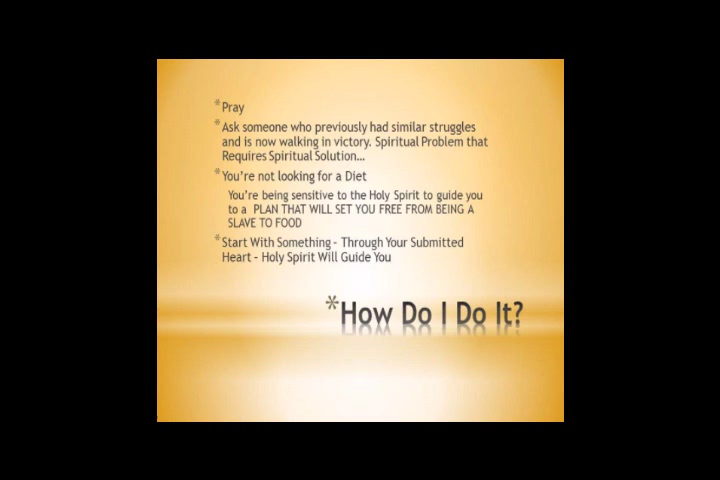 * Pray
* Ask someone who previously had similar struggles
and is now walking in victory. Spiritual Problem that
Requires Spiritual Solution…
* You're not looking for a Diet
You're being sensitive to the Holy Spirit to guide you
to a PLAN THAT WILL SET YOU FREE FROM BEING A
SLAVE TO FOOD
* Start With Something – Through Your Submitted
Heart – Holy Spirit Will Guide You
*How Do I Do It?